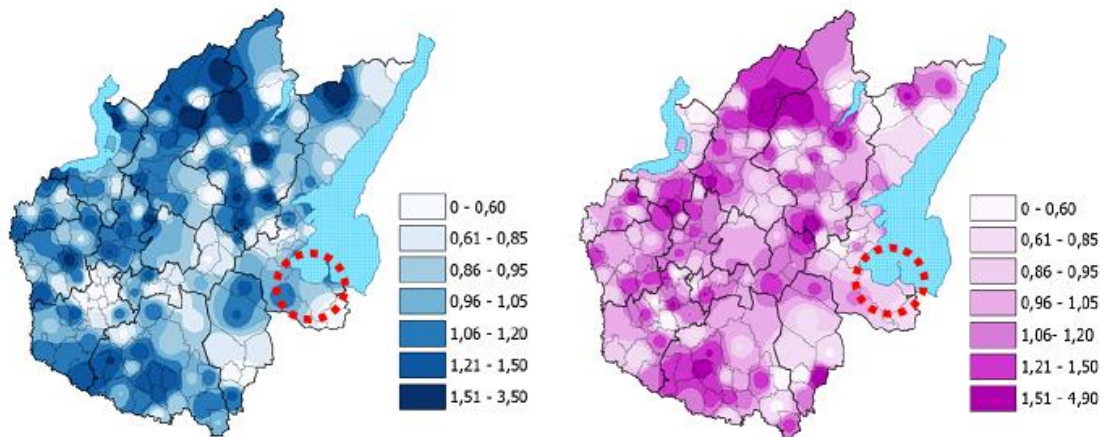 0 - 0,60
0,61 - 0,85
0,86 - 0,95
0,96 - 1,05
1,06 - 1,20
1,21 - 1,50
1,51 - 3,50
0 - 0,60
0,61 - 0,85
0,86 - 0,95
0,96 - 1,05
1,06- 1,20
1,21 - 1,50
1,51 - 4,90